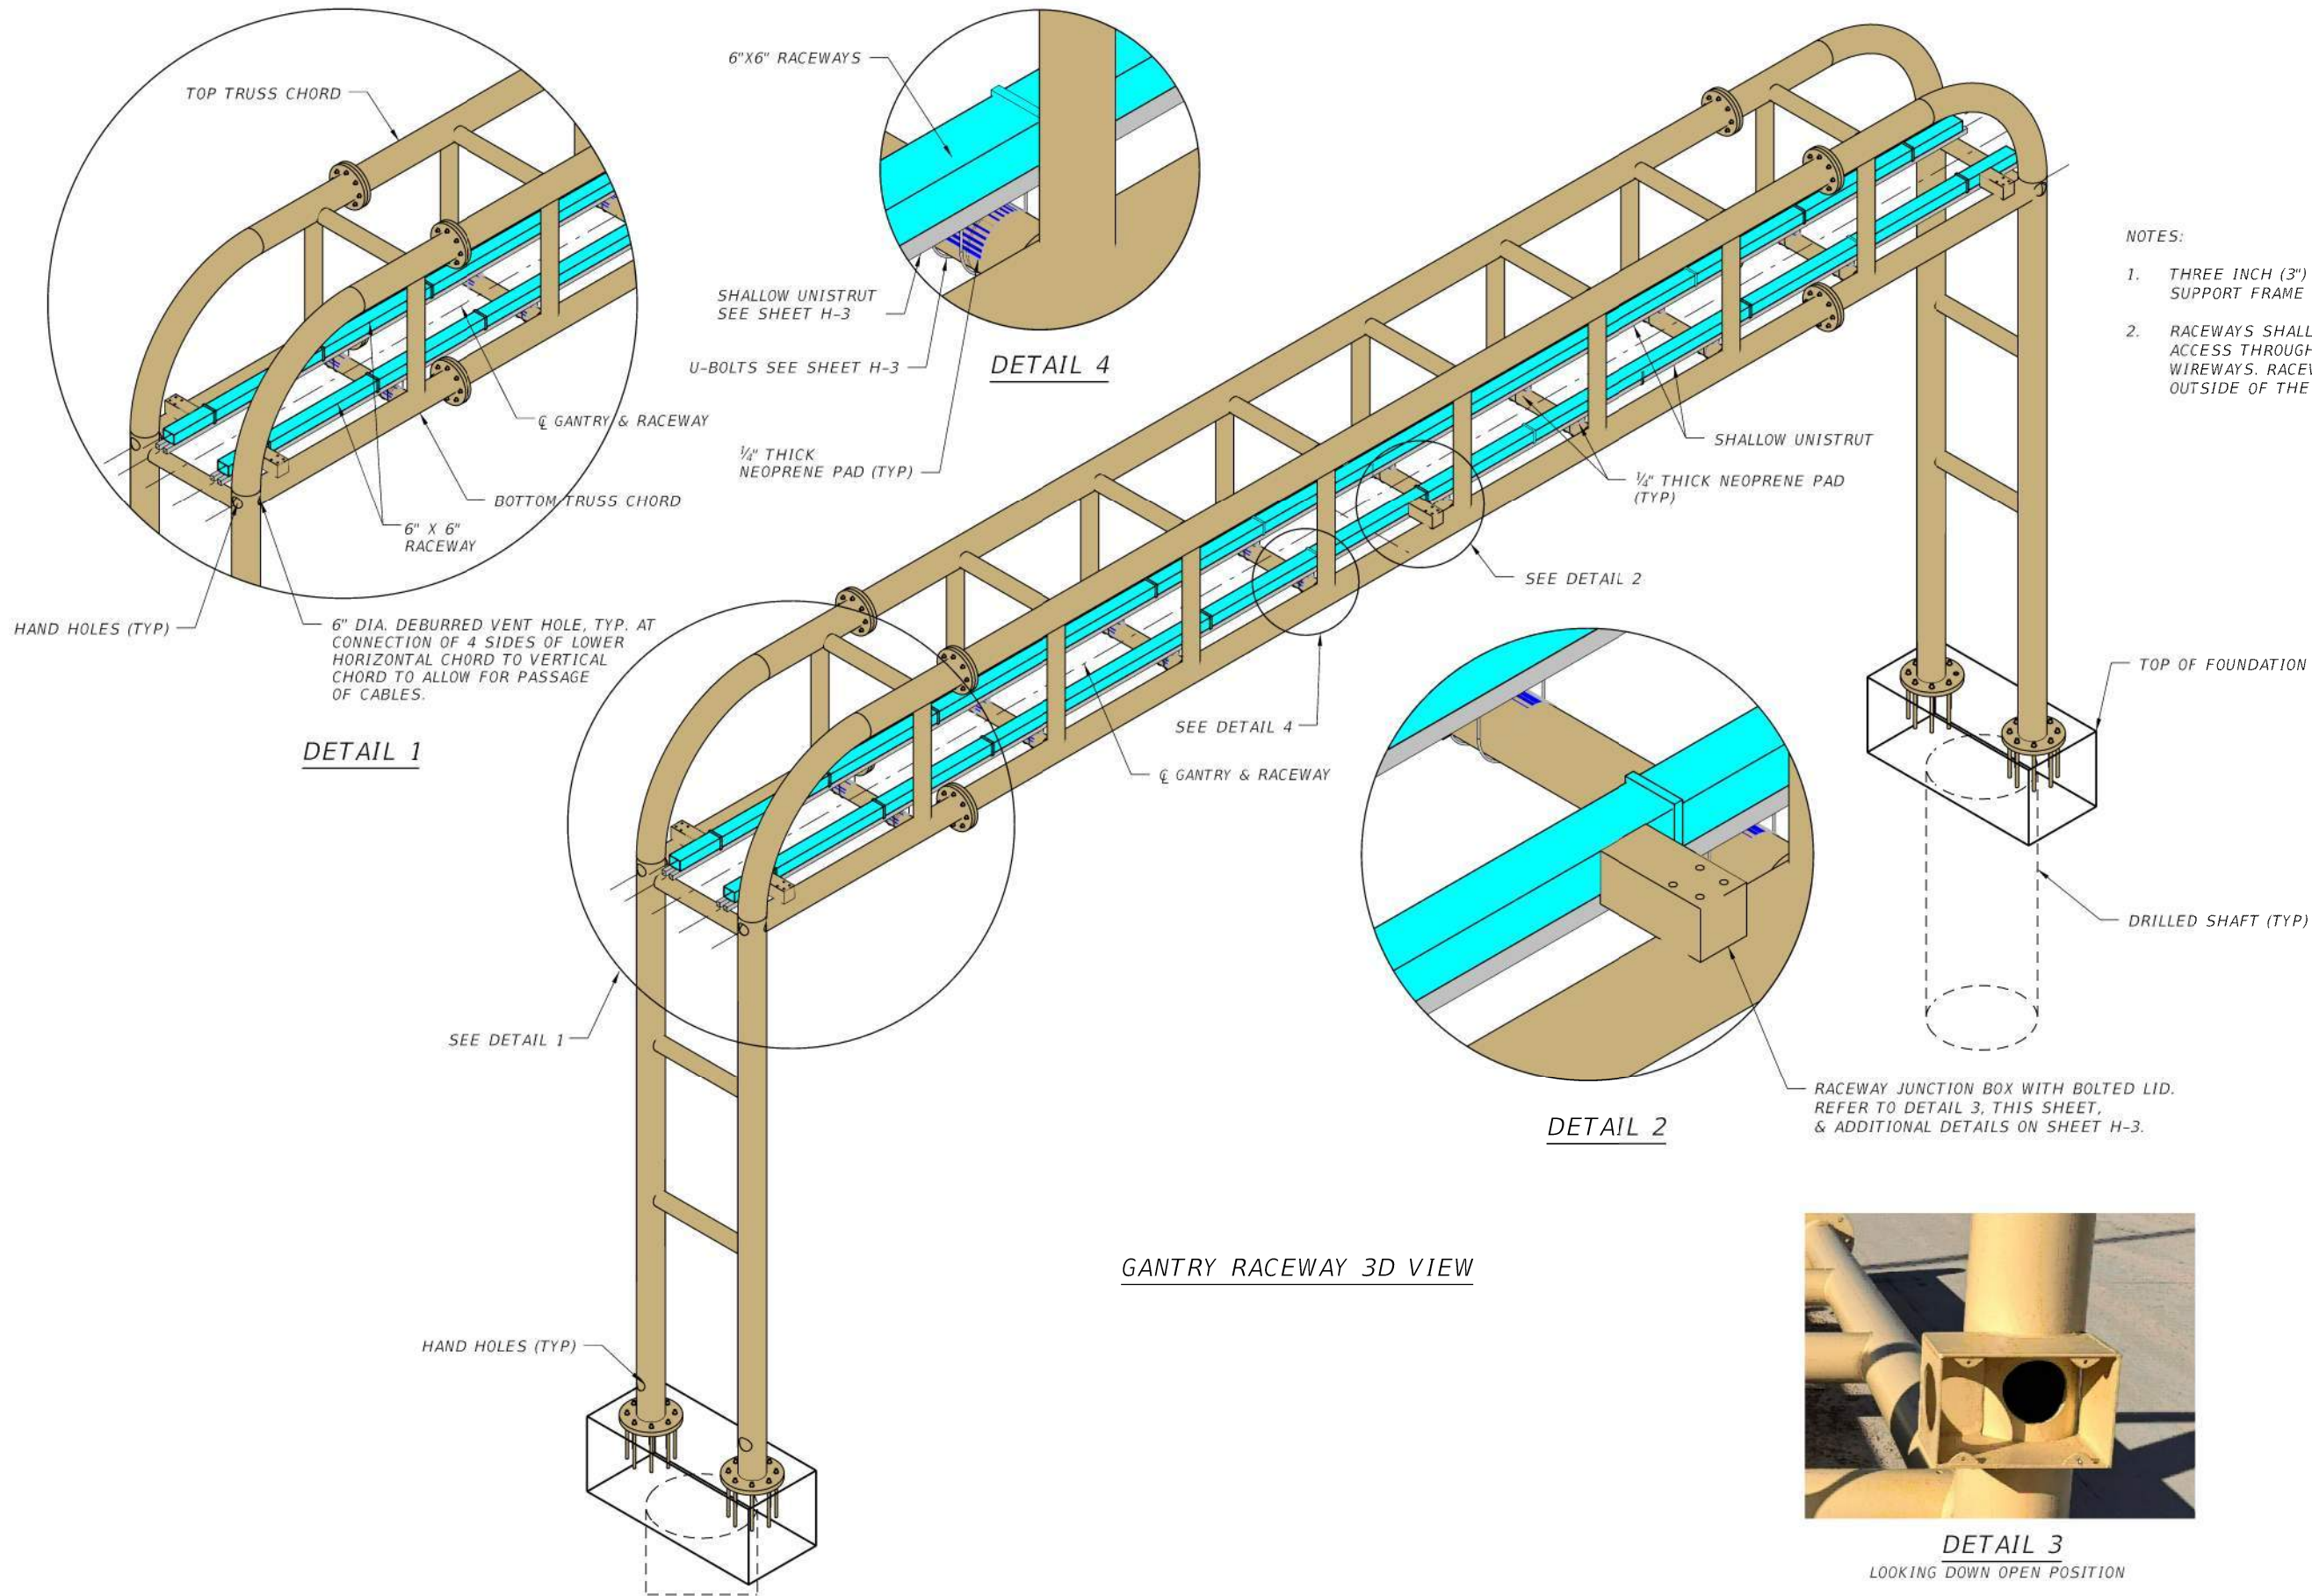 TOP TRUSS CHORD
℄ GANTRY & RACEWAY
BOTTOM TRUSS CHORD
6" X 6"
RACEWAY
HAND HOLES (TYP)
6" DIA. DEBURRED VENT HOLE, TYP. AT
CONNECTION OF 4 SIDES OF LOWER
HORIZONTAL CHORD TO VERTICAL
CHORD TO ALLOW FOR PASSAGE
OF CABLES.
DETAIL 1
6"X6" RACEWAYS
SHALLOW UNISTRUT
SEE SHEET H-3
U-BOLTS SEE SHEET H-3
¼" THICK
NEOPRENE PAD (TYP)
DETAIL 4
NOTES:
1. THREE INCH (3")
SUPPORT FRAME
2. RACEWAYS SHALL
ACCESS THROUGH
WIREWAYS.
OUTSIDE OF THE
SHALLOW UNISTRUT
¼" THICK NEOPRENE PAD
(TYP)
SEE DETAIL 2
SEE DETAIL 4
℄ GANTRY & RACEWAY
SEE DETAIL 1
TOP OF FOUNDATION
DRILLED SHAFT (TYP)
RACEWAY JUNCTION BOX WITH BOLTED LID.
REFER TO DETAIL 3, THIS SHEET,
& ADDITIONAL DETAILS ON SHEET H-3.
DETAIL 2
GANTRY RACEWAY 3D VIEW
HAND HOLES (TYP)
DETAIL 3
LOOKING DOWN OPEN POSITION